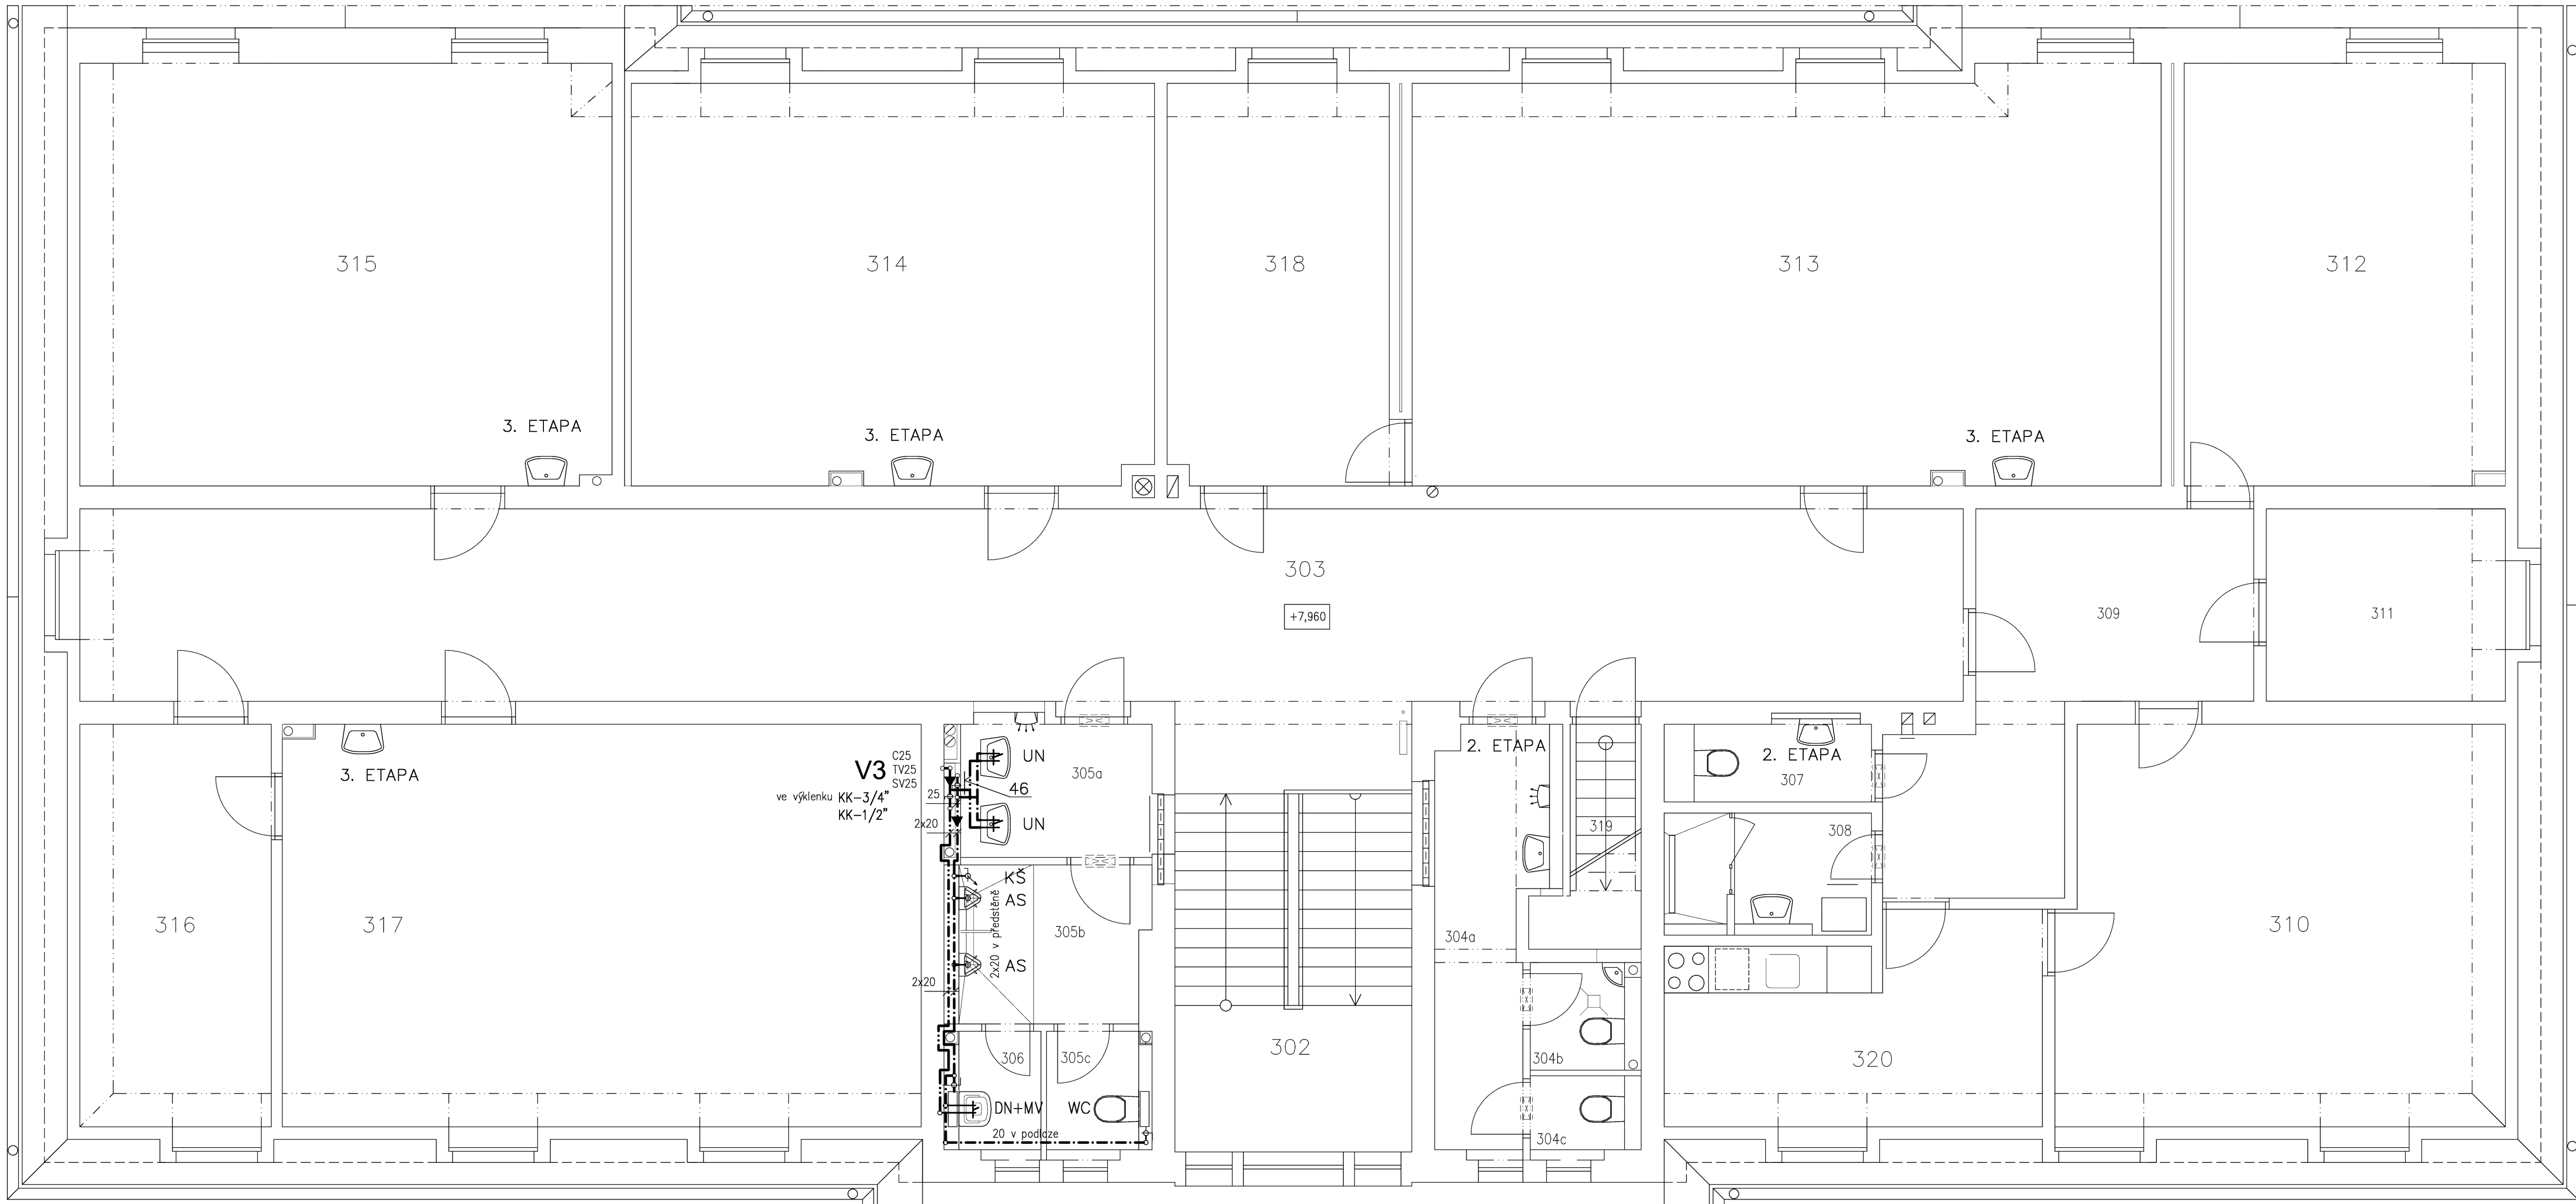 315
314
318
313
312
3. ETAPA
3. ETAPA
3. ETAPA
303
+7,960
309
311
2. ETAPA
2. ETAPA
307
3. ETAPA
V3
C25
TV25
SV25
ve výklenku KK-3/4"
KK-1/2"
25
2x20
46
UN
UN
305a
319
308
KŠ
AS
AS
2x20 v předstěně
305b
2x20
316
317
304a
310
306
305c
302
304b
320
DN+MV
WC
20 v podlaze
304c